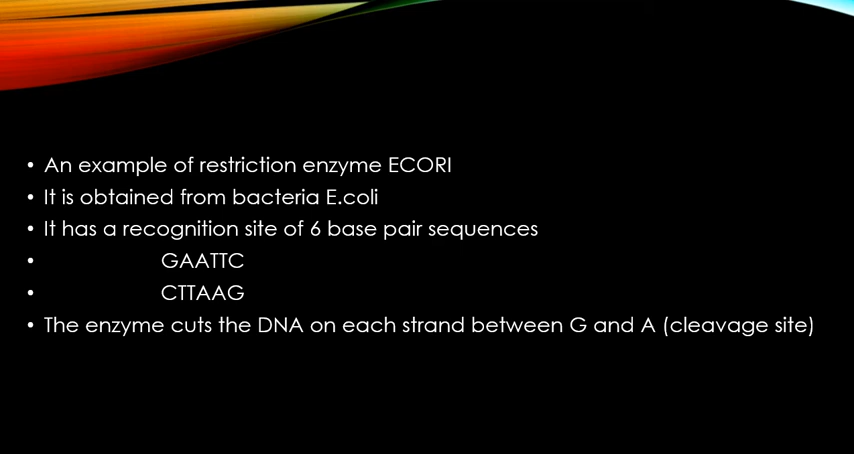 • An example of restriction enzyme ECORI
• It is obtained from bacteria E.coli
• It has a recognition site of 6 base pair sequences
• GAATTC
• CTTAAG
• The enzyme cuts the DNA on each strand between G and A (cleavage site)